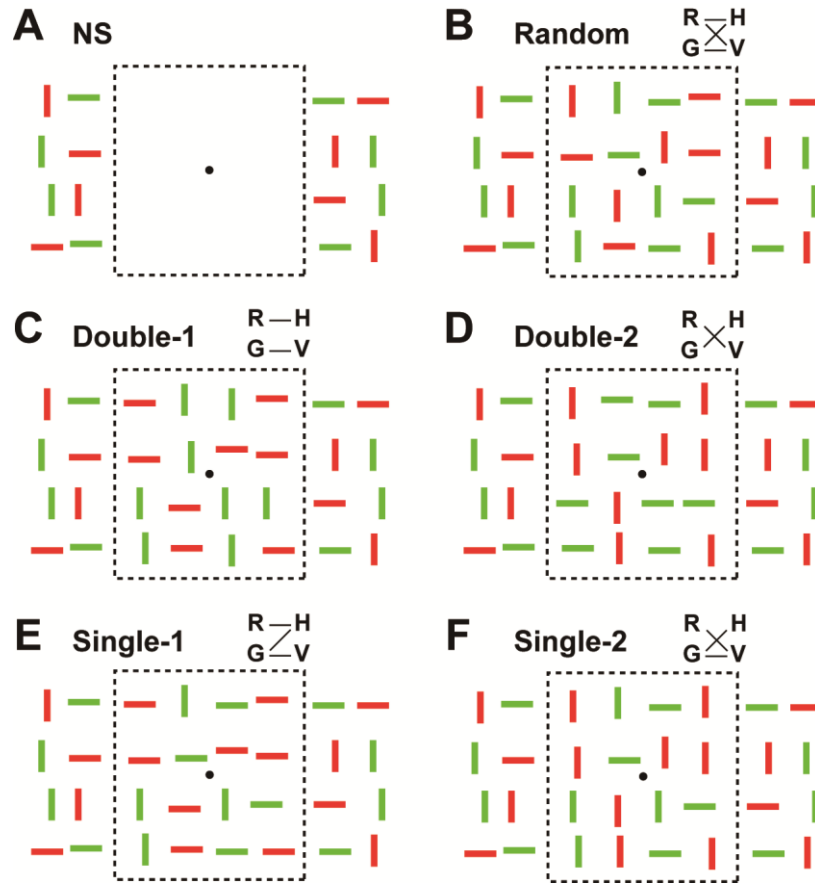 A NS
B Random R H
G V
C Double-1 R H
G V
D Double-2 R H
G V
E Single-1 R H
G V
F Single-2 R H
G V